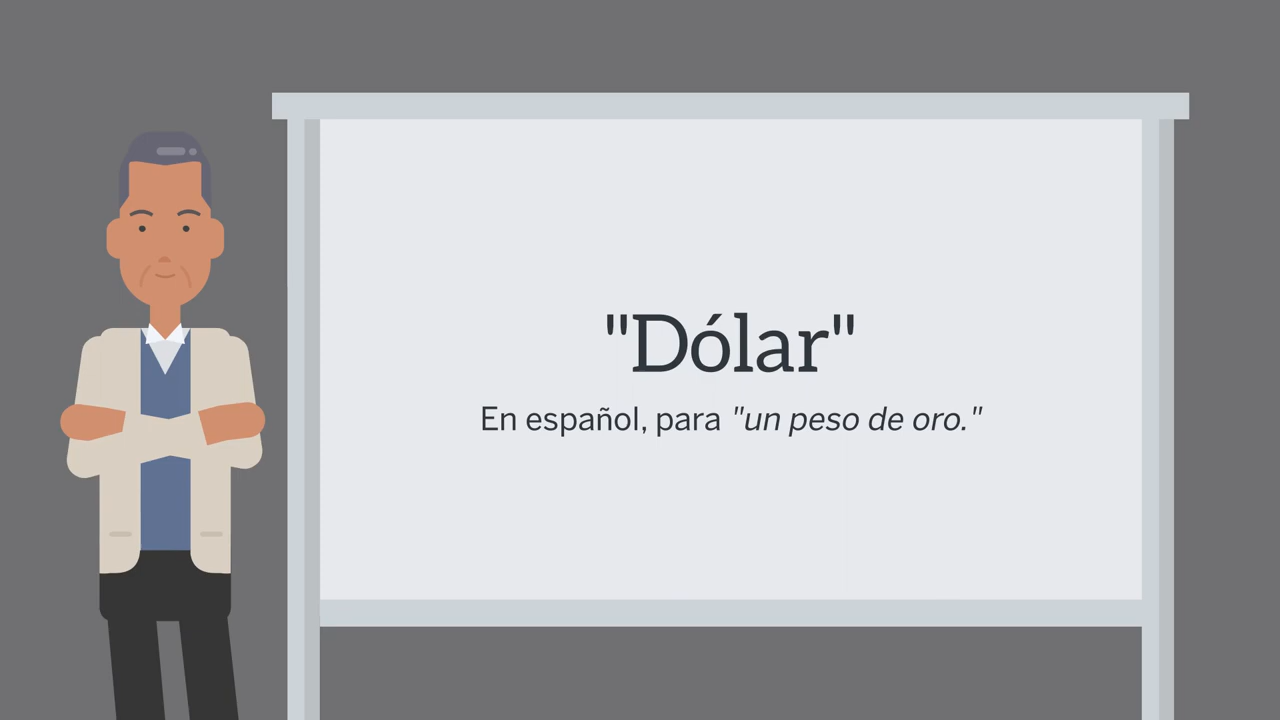 "Dólar"
En español, para "un peso de oro."